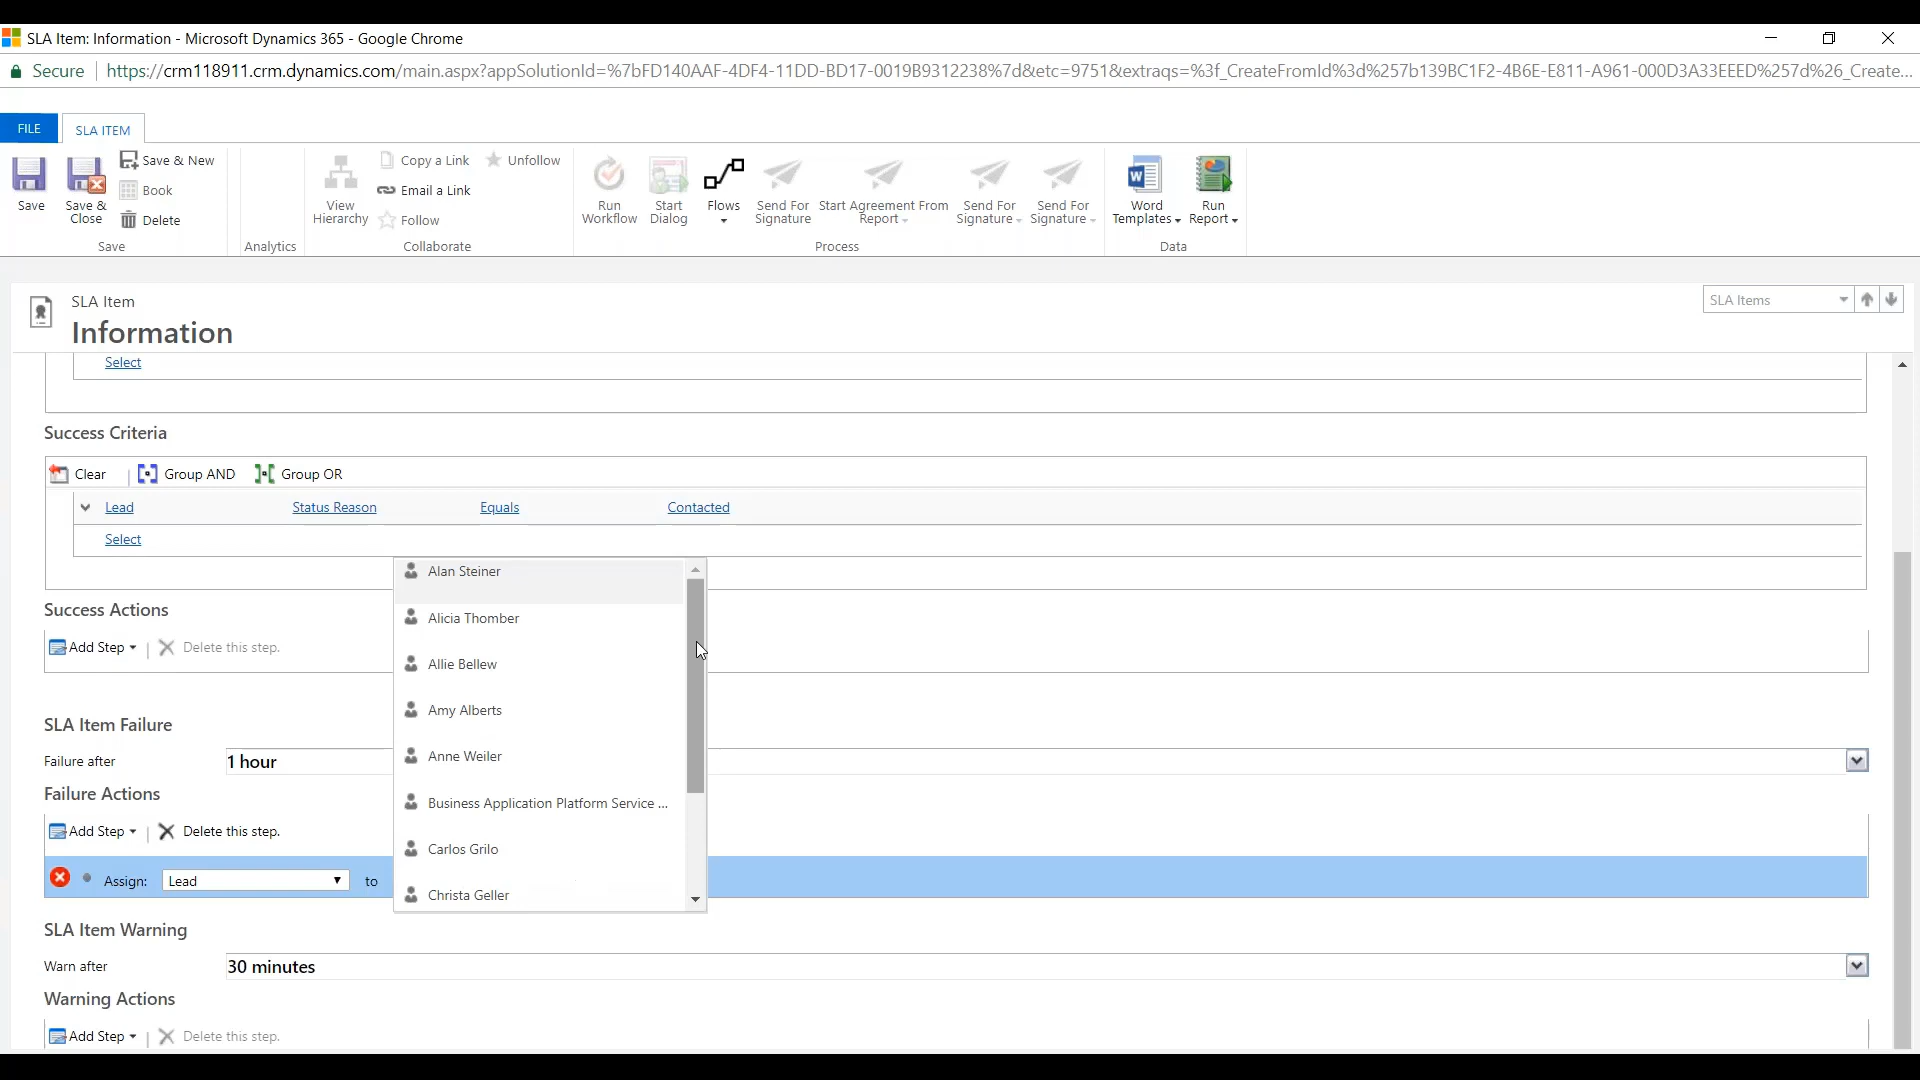 SLA Item: Information - Microsoft Dynamics 365 - Google Chrome
Secure https://crm118911.crm.dynamics.com/main.aspx?appSolutionId=%7bFD140AAF-4DF4-11DD-BD17-0019B9312238%7d&etc=9751&extraqs=%3f_CreateFromId%3d%257b139BC1F2-4B6E-E811-A961-000D3A33EEED%257d%26_Create...
FILE SLA ITEM
Save
Save & Close
Save & New
Book
Delete
Save
Analytics
View Hierarchy
Copy a Link
Email a Link
Follow
Unfollow
Collaborate
Run Workflow
Start Dialog
Flows
Send For Signature
Start Agreement From Report
Send For Signature
Send For Signature
Process
Word Templates
Run Report
Data
SLA Item
Information
SLA Items
Select
Success Criteria
Clear Group AND Group OR
Lead Status Reason Equals Contacted
Select
Alan Steiner
Alicia Thomber
Allie Bellew
Amy Alberts
Anne Weiler
Business Application Platform Service ...
Carlos Grilo
Christa Geller
Success Actions
Add Step Delete this step.
SLA Item Failure
Failure after 1 hour
Failure Actions
Add Step Delete this step.
Assign: Lead to
SLA Item Warning
Warn after 30 minutes
Warning Actions
Add Step Delete this step.